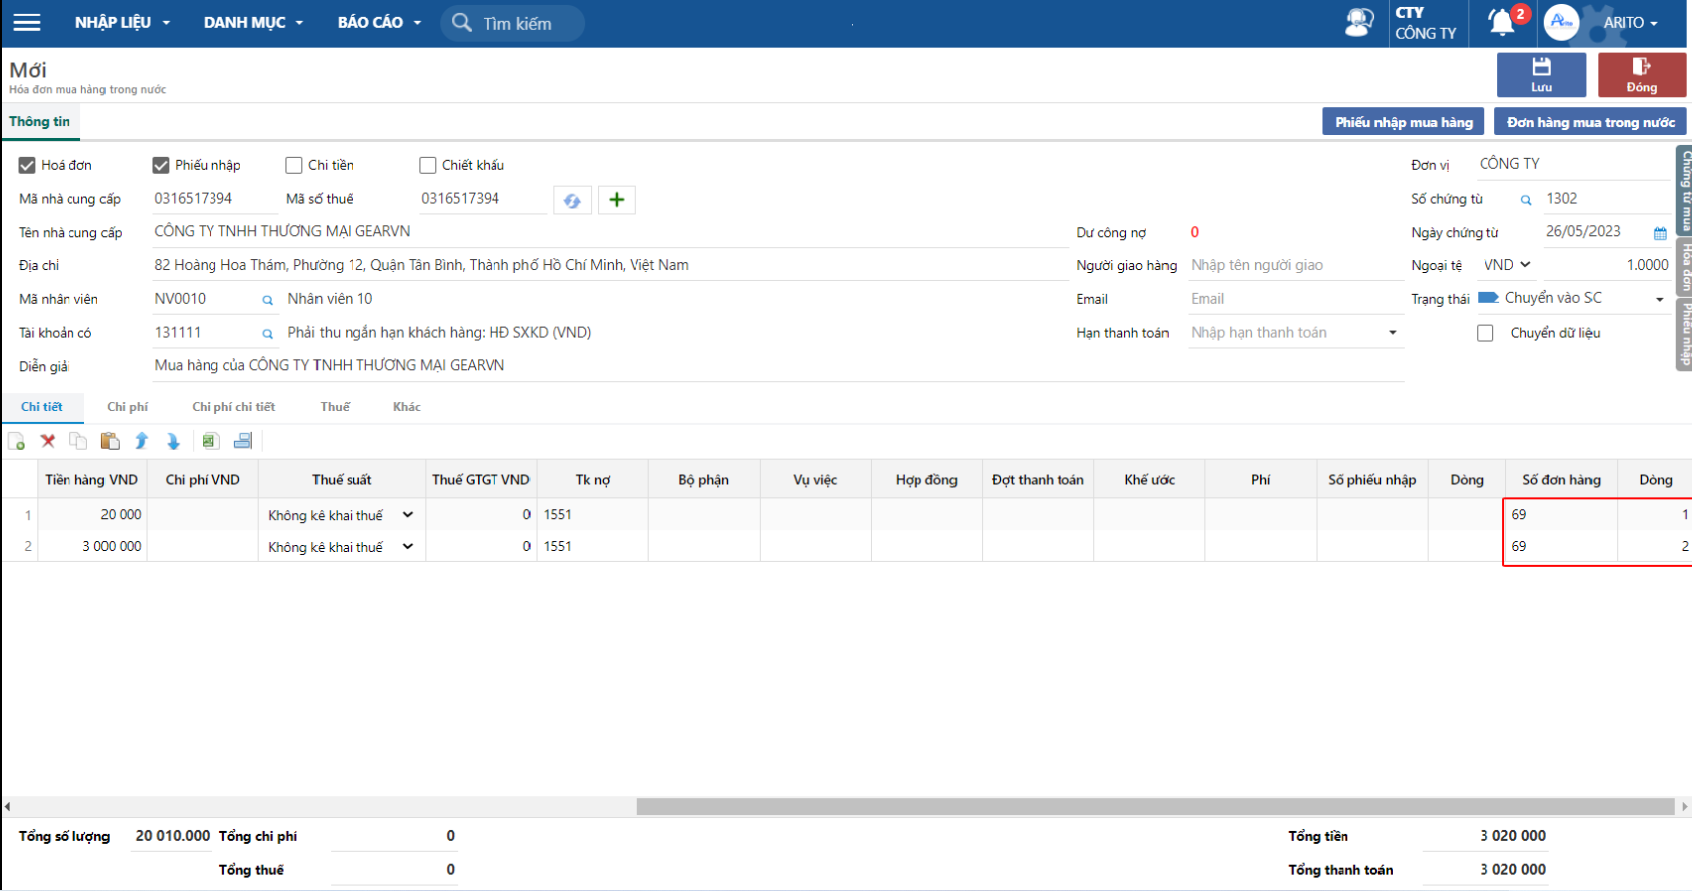 NHẬP LIỆU DANH MỤC BÁO CÁO Tìm kiếm CTY CÔNG TY 2 ARITO
Mới
Hóa đơn mua hàng trong nước
Lưu Đóng
Thông tin Phiếu nhập mua hàng Đơn hàng mua trong nước
Hoá đơn Phiếu nhập Chi tiền Chiết khấu Đơn vị CÔNG TY
Mã nhà cung cấp 0316517394 Mã số thuế 0316517394 Số chứng từ 1302
Tên nhà cung cấp CÔNG TY TNHH THƯƠNG MẠI GEARVN Dư công nợ 0 Ngày chứng từ 26/05/2023
Địa chỉ 82 Hoàng Hoa Thám, Phường 12, Quận Tân Bình, Thành phố Hồ Chí Minh, Việt Nam Người giao hàng Nhập tên người giao Ngoại tệ VND 1.0000
Mã nhân viên NV0010 Nhân viên 10 Email Email Trạng thái Chuyển vào SC
Tài khoản có 131111 Phải thu ngắn hạn khách hàng: HĐ SXKD (VND) Hạn thanh toán Nhập hạn thanh toán Chuyển dữ liệu
Diễn giải Mua hàng của CÔNG TY TNHH THƯƠNG MẠI GEARVN
Chứng từ mua
Hóa đơn
Phiếu nhập
Chi tiết Chi phí Chi phí chi tiết Thuế Khác
Tiền hàng VND Chi phí VND Thuế suất Thuế GTGT VND Tk nợ Bộ phận Vụ việc Hợp đồng Đợt thanh toán Khế ước Phí Số phiếu nhập Dòng Số đơn hàng Dòng
1 20 000 Không kê khai thuế 0 1551 69 1
2 3 000 000 Không kê khai thuế 0 1551 69 2
Tổng số lượng 20 010.000 Tổng chi phí 0 Tổng tiền 3 020 000
Tổng thuế 0 Tổng thanh toán 3 020 000